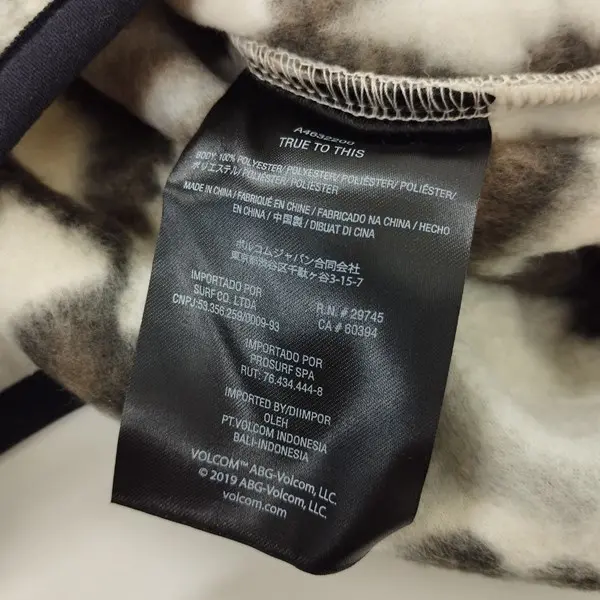 A4632200
TRUE TO THIS
BODY: 100% POLYESTER/ POLYESTER/ POLIÉSTER/ POLIÉSTER/
ポリエステル/ POLIÉSTER/ POLIESTER
MADE IN CHINA / FABRIQUÉ EN CHINE / FABRICADO NA CHINA / HECHO
EN CHINA / 中国製 / DIBUAT DI CINA
ボルコムジャパン合同会社
東京都渋谷区千駄ヶ谷3-15-7
IMPORTADO POR
SURF CO. LTDA
CNPJ:53.356.259/0009-93
R.N. # 29745
CA # 60394
IMPORTADO POR
PROSURF SPA
RUT: 76.434.444-8
IMPORTED BY/DIIMPOR
OLEH
PT.VOLCOM INDONESIA
BALI-INDONESIA
VOLCOM™ ABG-Volcom, LLC.
© 2019 ABG-Volcom, LLC.
volcom.com